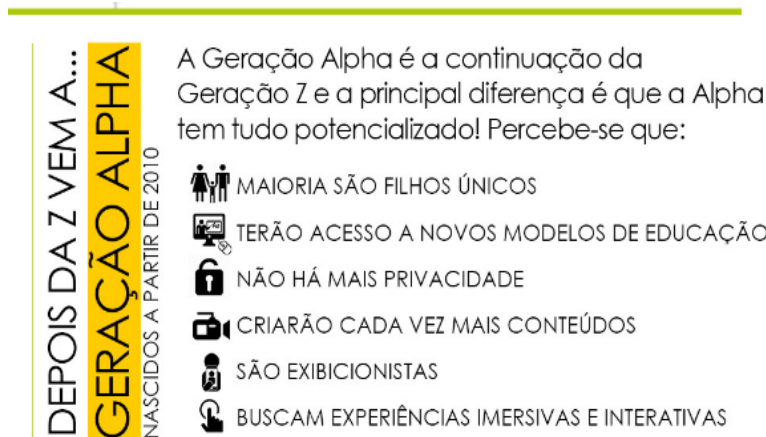 DEPOIS DA Z VEM A...
GERAÇÃO ALPHA
NASCIDOS A PARTIR DE 2010
A Geração Alpha é a continuação da
Geração Z e a principal diferença é que a Alpha
tem tudo potencializado! Percebe-se que:
MAIORIA SÃO FILHOS ÚNICOS
TERÃO ACESSO A NOVOS MODELOS DE EDUCAÇÃO
NÃO HÁ MAIS PRIVACIDADE
CRIARÃO CADA VEZ MAIS CONTEÚDOS
SÃO EXIBICIONISTAS
BUSCAM EXPERIÊNCIAS IMERSIVAS E INTERATIVAS